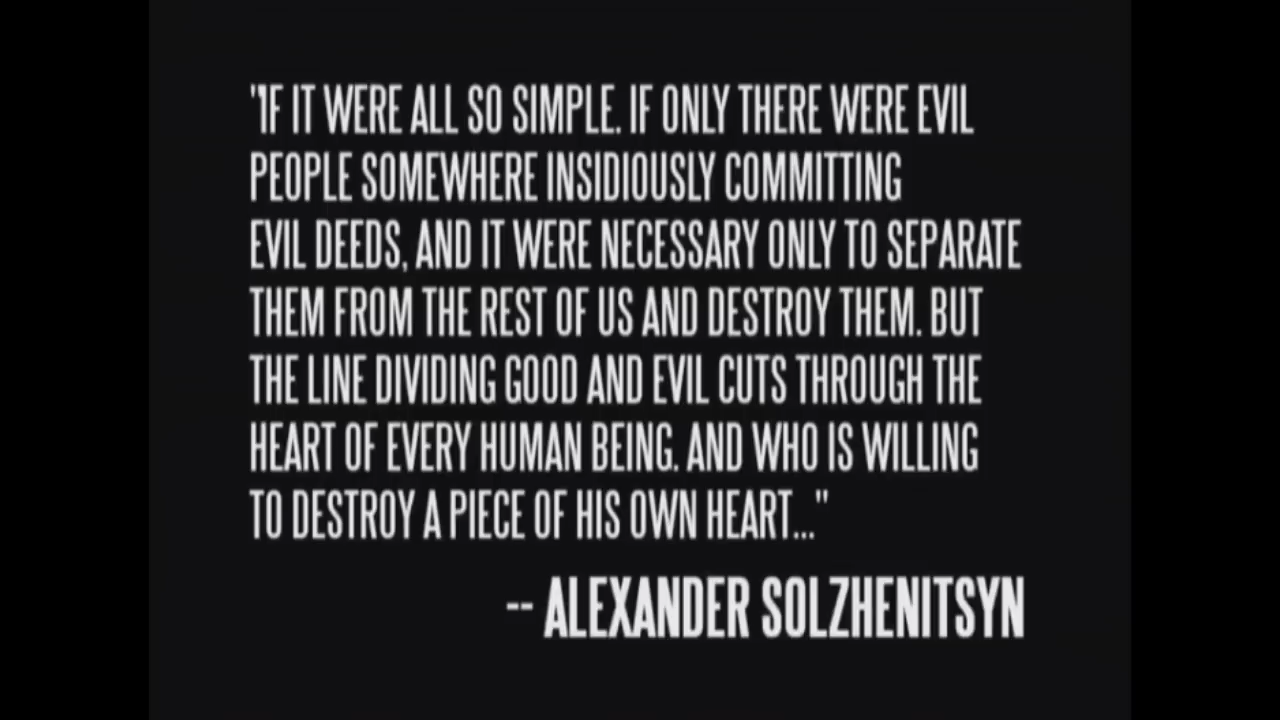 "IF IT WERE ALL SO SIMPLE. IF ONLY THERE WERE EVIL
PEOPLE SOMEWHERE INSIDIOUSLY COMMITTING
EVIL DEEDS, AND IT WERE NECESSARY ONLY TO SEPARATE
THEM FROM THE REST OF US AND DESTROY THEM. BUT
THE LINE DIVIDING GOOD AND EVIL CUTS THROUGH THE
HEART OF EVERY HUMAN BEING. AND WHO IS WILLING
TO DESTROY A PIECE OF HIS OWN HEART..."
-- ALEXANDER SOLZHENITSYN